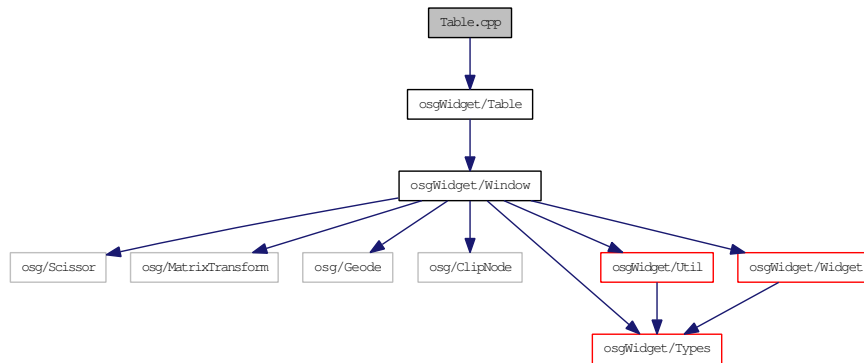 Table.cpp
osgWidget/Table
osgWidget/Window
osg/Scissor
osg/MatrixTransform
osg/Geode
osg/ClipNode
osgWidget/Util
osgWidget/Widget
osgWidget/Types